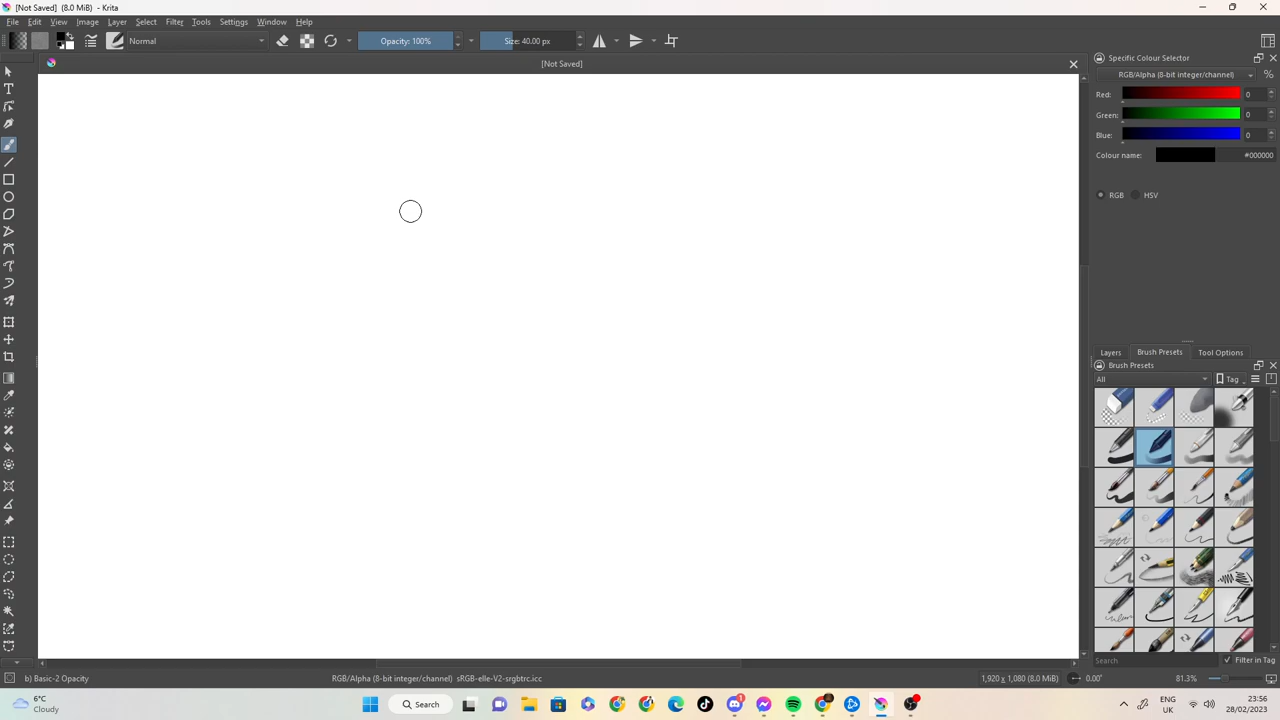 [Not Saved] (8.0 MiB) - Krita
File Edit View Image Layer Select Filter Tools Settings Window Help
Normal Opacity: 100% Size: 40.00 px
[Not Saved]
Specific Colour Selector
RGB/Alpha (8-bit integer/channel) %
Red: 0
Green: 0
Blue: 0
Colour name: #000000
RGB HSV
Layers Brush Presets Tool Options
Brush Presets
All Tag
Search Filter in Tag
b) Basic-2 Opacity RGB/Alpha (8-bit integer/channel) sRGB-elle-V2-srgbtrc.icc 1,920 x 1,080 (8.0 MiB) 0.00° 81.3%
6°C
Cloudy
Search
1
ENG
UK
23:56
28/02/2023